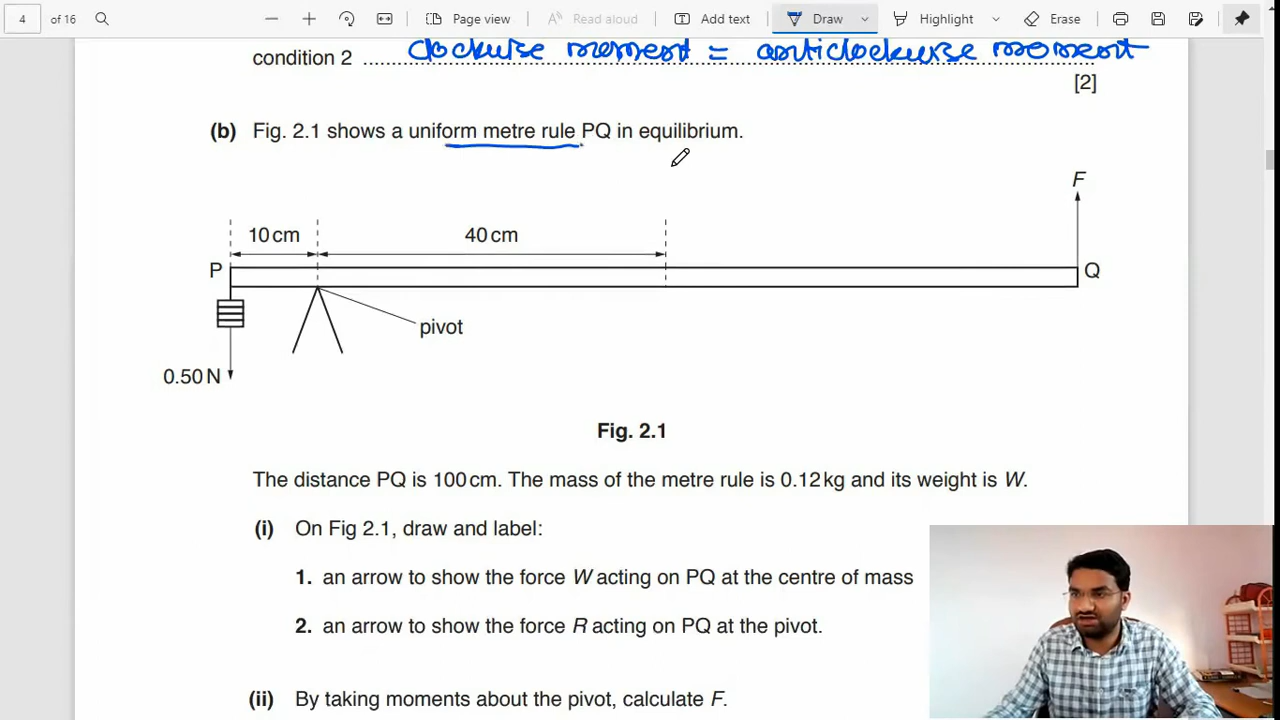 4 of 16 Page view Read aloud Add text Draw Highlight Erase
clockwise moment = anticlockwise moment
condition 2
[2]
(b) Fig. 2.1 shows a uniform metre rule PQ in equilibrium.
F
10 cm 40 cm
P Q
pivot
0.50 N
Fig. 2.1
The distance PQ is 100 cm. The mass of the metre rule is 0.12 kg and its weight is W.
(i) On Fig 2.1, draw and label:
1. an arrow to show the force W acting on PQ at the centre of mass
2. an arrow to show the force R acting on PQ at the pivot.
(ii) By taking moments about the pivot, calculate F.